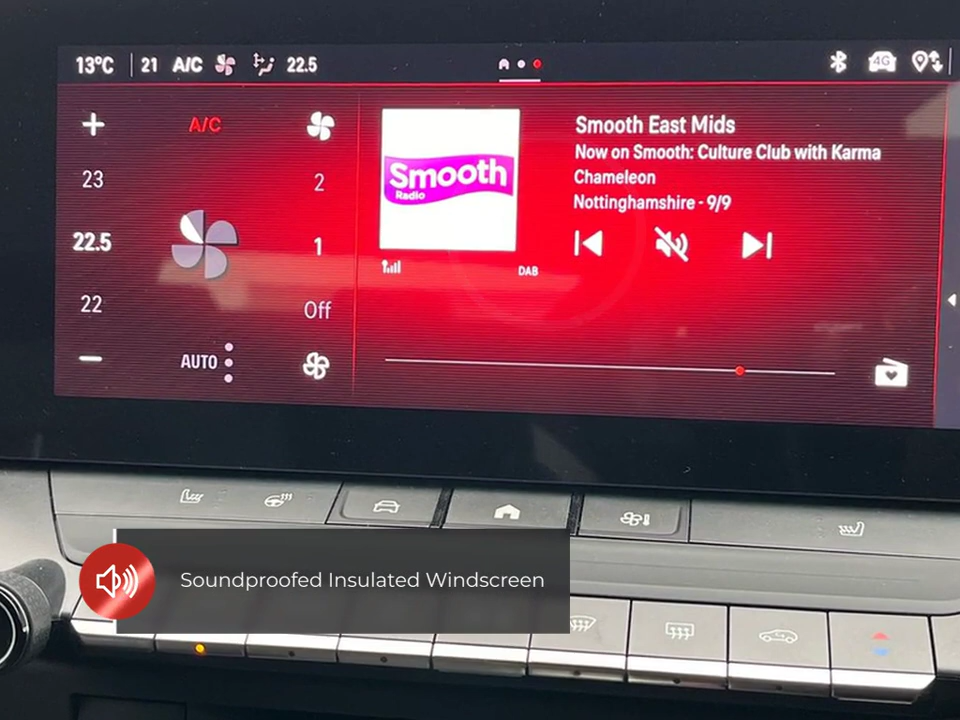 13°C 21 A/C 22.5
4G
+ A/C
23 2
22.5 1
22 Off
− AUTO
Smooth
Radio
DAB
Smooth East Mids
Now on Smooth: Culture Club with Karma
Chameleon
Nottinghamshire - 9/9
Soundproofed Insulated Windscreen